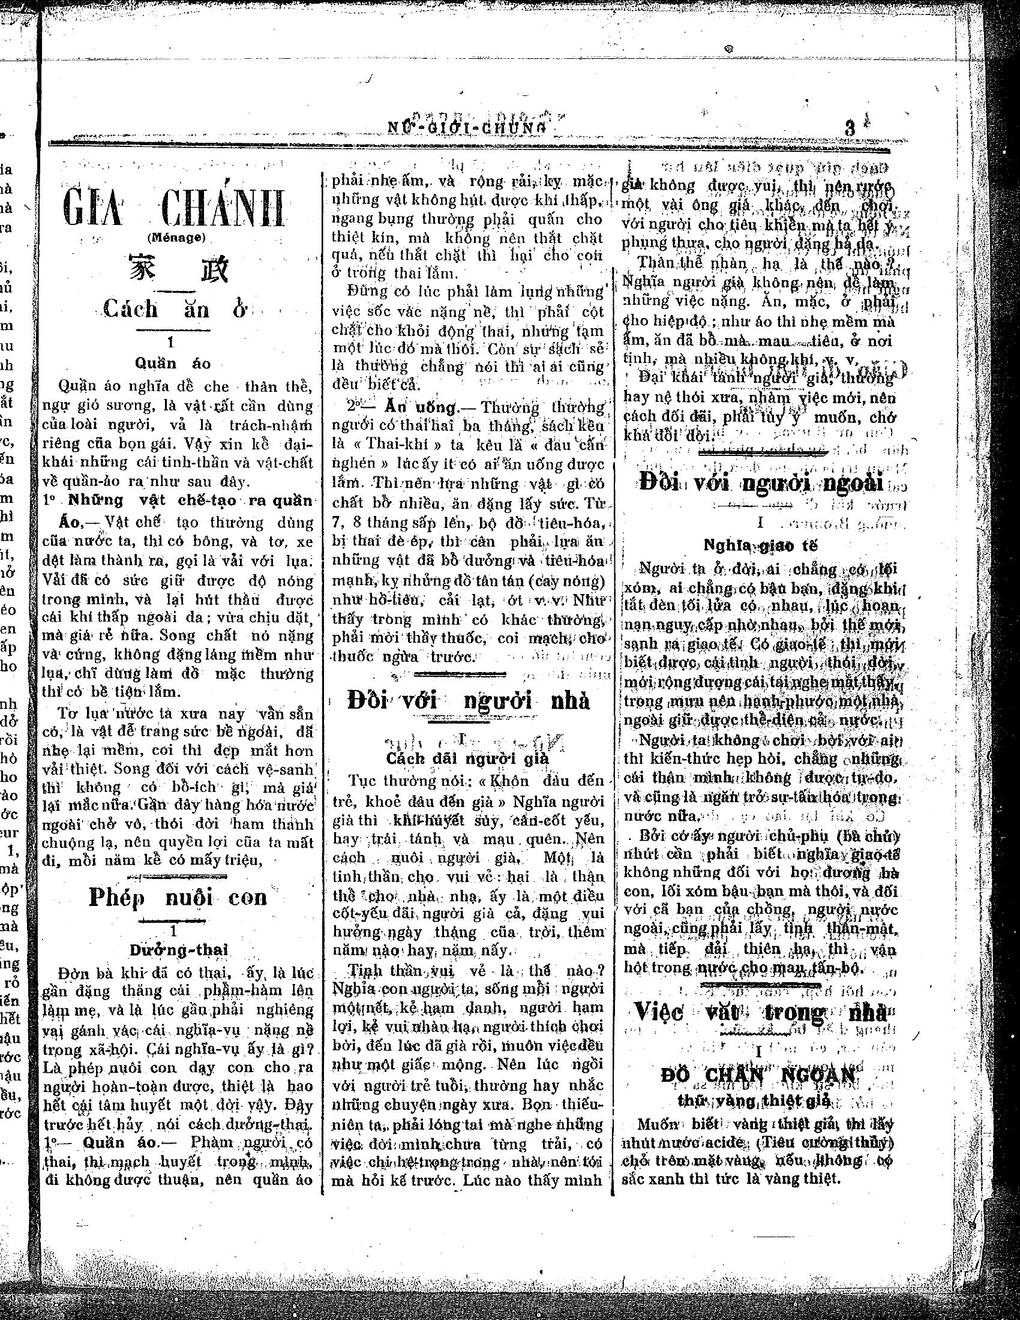 NỮ-GIỚI-CHUNG
3
GIA CHÁNH
(Ménage)
家 政
Cách ăn ở
1
Quần áo
Quần áo nghĩa dể che thân thể,
ngự gió sương, là vật rất cần dùng
của loài người, vả là trách-nhậm
riêng của bọn gái. Vậy xin kể đại-
khái những cái tinh-thần và vật-chất
về quần-áo ra như sau đây.
1º Những vật chế-tạo ra quần
Áo.— Vật chế tạo thường dùng
của nước ta, thì có bông, và tơ, xe
dệt làm thành ra, gọi là vải với lụa.
Vải đã có sức giữ được độ nóng
trong mình, và lại hút thấu được
cái khí thấp ngoài da ; vừa chịu dặt,
mà giá rẻ nữa. Song chất nó nặng
và cứng, không đặng láng mềm như
lụa, chỉ dùng làm đồ mặc thường
thì có bề tiện lắm.
Tơ lụa nước ta xưa nay vẫn sẵn
có, là vật để trang sức bề ngoài, đã
nhẹ lại mềm, coi thì đẹp mắt hơn
vải thiệt. Song đối với cách vệ-sanh
thì không có bồ-ích gì, mà giá
lại mắc nữa. Gần đây hàng hóa nước
ngoài chở vô, thói đời ham thanh
chuộng lạ, nên quyền lợi của ta mất
đi, mỗi năm kể có mấy triệu,
Phép nuôi con
1
Dưỡng-thai
Đờn bà khi đã có thai, ấy là lúc
gần đặng thăng cái phẩm-hàm lên
làm mẹ, và là lúc gần phải nghiêng
vai gánh vác cái nghĩa-vụ nặng nề
trong xã-hội. Cái nghĩa-vụ ấy là gì?
Là phép nuôi con dạy con cho ra
người hoàn-toàn được, thiệt là hao
hết cái tâm huyết một đời vậy. Đây
trước hết hảy nói cách dưỡng-thai.
1º— Quần áo.— Phàm người có
thai, thì mạch huyết trong mình,
đi không được thuận, nên quần áo
phải nhẹ ấm, và rộng rải, kỵ mặc
những vật không hút được khí thấp,
ngang bụng thường phải quấn cho
thiệt kín, mà không nên thắt chặt
quá, nếu thắt chặt thì hại cho con
ở trong thai lắm.
Đừng có lúc phải làm lụng những
việc sốc vác nặng nề, thì phải cột
chặt cho khỏi động thai, nhưng tạm
một lúc đó mà thôi. Còn sự sạch sẽ
là thường chẳng nói thì ai ai cũng
đều biết cả.
2º— Ăn uống.— Thường thường
người có thai hai ba tháng, sách kêu
là « Thai-khí » ta kêu là « đau cấn
nghén » lúc ấy ít có ai ăn uống được
lắm. Thì nên lựa những vật gì có
chất bổ nhiều, ăn đặng lấy sức. Từ
7, 8 tháng sấp lên, bộ đồ tiêu-hóa,
bị thai đè ép, thì cần phải lựa ăn
những vật đã bổ dưỡng và tiêu-hóa
mạnh, kỵ những đồ tân tán (cay nóng)
như hồ-tiêu, cải lạt, ớt v. v. Như
thấy trong mình có khác thường,
phải mời thầy thuốc, coi mạch, cho
thuốc ngừa trước.
Đối với người nhà
I
Cách đãi người già
Tục thường nói : « Khôn đâu đến
trẻ, khoẻ đâu đến già » Nghĩa người
già thì khí-huyết suy, cân-cốt yếu,
hay trái tánh và mau quên. Nên
cách nuôi người già, Một là
tinh thần cho vui vẻ : hai là thân
thể cho nhà nhạ, ấy là một điều
cốt-yếu đãi người già cả, đặng vui
hưởng ngày tháng của trời, thêm
năm nào hay năm nấy.
Tinh thần vui vẻ là thế nào ?
Nghĩa con người ta, sống mỗi người
một nết, kẻ ham danh, người ham
lợi, kẻ vui nhàn hạ, người thích chơi
bời, đến lúc đã già rồi, muôn việc đều
như một giấc mộng. Nên lúc ngồi
với người trẻ tuổi, thường hay nhắc
những chuyện ngày xưa. Bọn thiếu-
niên ta, phải lóng tai mà nghe những
việc đời mình chưa từng trải, có
việc chi hệ-trọng trong nhà, nên tới
mà hỏi kế trước. Lúc nào thấy mình
già không được vui, thì nên rước
một vài ông già khác, đến chơi
với người cho tiêu khiển mà ta hết ý
phụng thừa, cho người đặng hả dạ.
Thân thể nhàn hạ là thế nào ?
Nghĩa người già không nên để làm
những việc nặng. Ăn, mặc, ở phải
cho hiệp độ ; như áo thì nhẹ mềm mà
ấm, ăn đã bổ mà mau tiêu, ở nơi
tịnh, mà nhiều không khí, v. v.
Đại khái tánh người già, thường
hay nệ thói xưa, nhàm việc mới, nên
cách đối đãi, phải tùy ý muốn, chớ
khá đổi dời.
Đối với người ngoài
I
Nghĩa giao tế
Người ta ở đời, ai chẳng có lối
xóm, ai chẳng có bậu bạn, đặng khi
tắt đèn tối lửa có nhau, lúc hoạn
nạn nguy cấp nhờ nhau, bởi thế mới
sanh ra giao tế. Có giao-tế thì mới
biết được cái tình người, thói đời,
mới rộng được cái tai nghe mắt thấy,
trong mưu nên hạnh-phước một nhà,
ngoài giữ được thể-diện cả nước.
Người ta không chơi bời với ai
thì kiến-thức hẹp hòi, chẳng những
cái thân mình không được tự-do,
và cũng là ngăn trở sự tấn hóa trong
nước nữa.
Bởi cớ ấy người chủ-phụ (bà chủ)
nhứt cần phải biết nghĩa giao tế
không những đối với họ đương bà
con, lối xóm bậu bạn mà thôi, và đối
với cả bạn của chồng, người nước
ngoài, cũng phải lấy tình thân-mật,
mà tiếp đãi thiên hạ, thì vận
hột trong nước cho mau tấn-bộ.
Việc vặt trong nhà
I
ĐỒ CHÂN NGOẠN
thử vàng thiệt giả
Muốn biết vàng thiệt giả, thì lấy
nhút nước acide, (Tiêu cường thủy)
chỏ trên mặt vàng, nếu không có
sắc xanh thì tức là vàng thiệt.